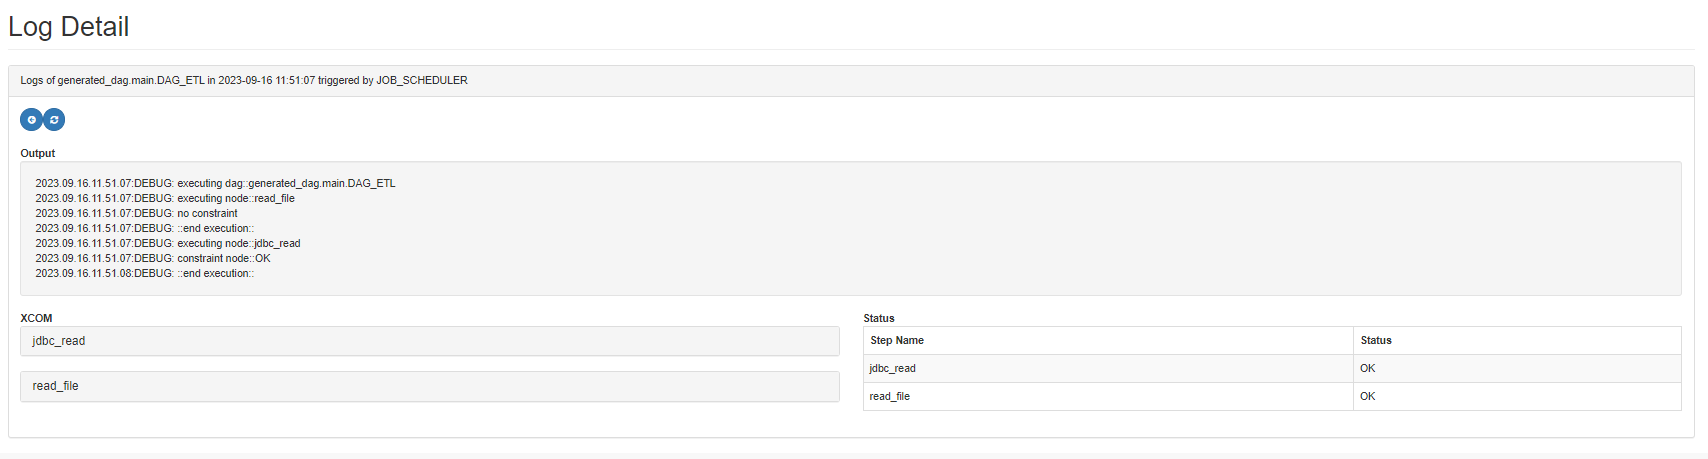 Log Detail
Logs of generated_dag.main.DAG_ETL in 2023-09-16 11:51:07 triggered by JOB_SCHEDULER
Output
2023.09.16.11.51.07:DEBUG: executing dag::generated_dag.main.DAG_ETL
2023.09.16.11.51.07:DEBUG: executing node::read_file
2023.09.16.11.51.07:DEBUG: no constraint
2023.09.16.11.51.07:DEBUG: ::end execution::
2023.09.16.11.51.07:DEBUG: executing node::jdbc_read
2023.09.16.11.51.07:DEBUG: constraint node::OK
2023.09.16.11.51.08:DEBUG: ::end execution::
XCOM
jdbc_read
read_file
Status
Step Name Status
jdbc_read OK
read_file OK